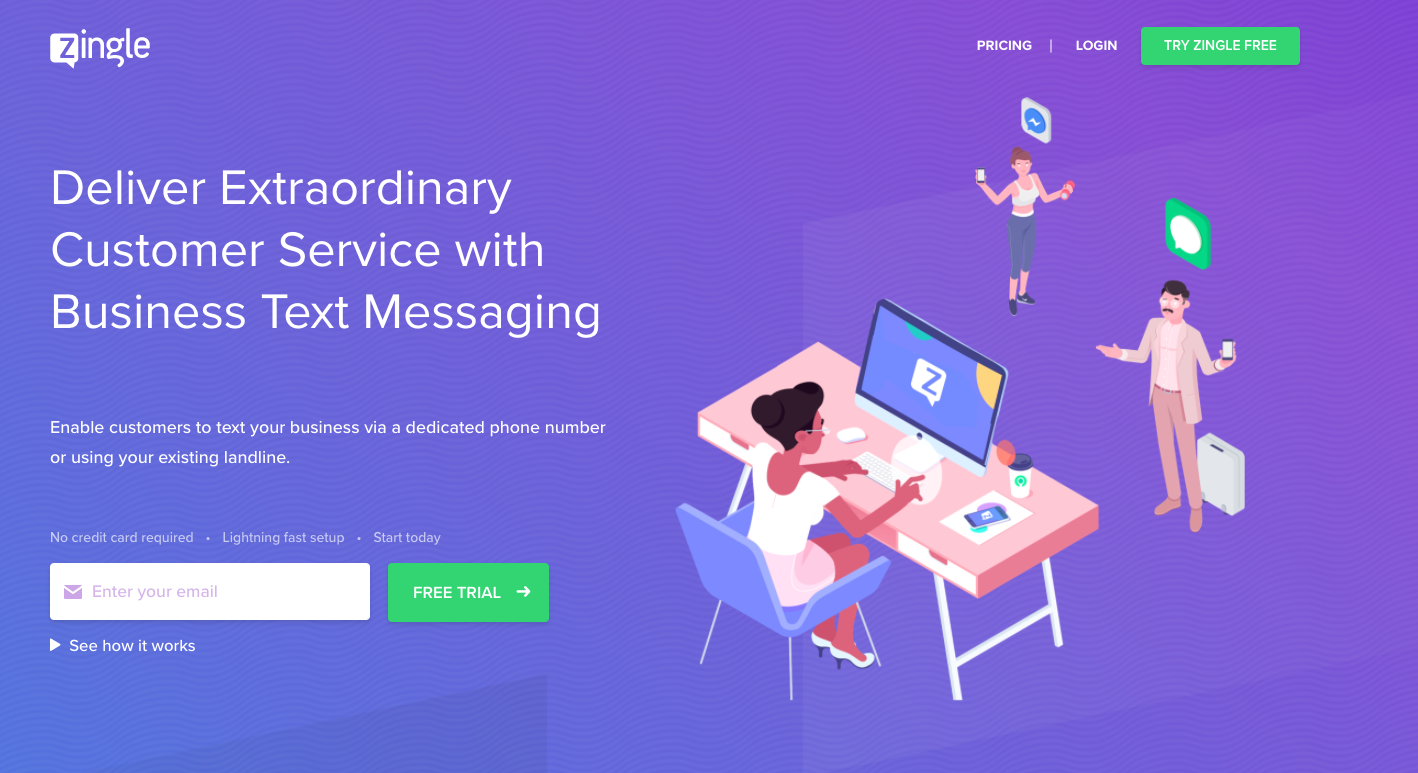 Zingle
PRICING | LOGIN TRY ZINGLE FREE
Deliver Extraordinary
Customer Service with
Business Text Messaging
Enable customers to text your business via a dedicated phone number
or using your existing landline.
No credit card required • Lightning fast setup • Start today
Enter your email
FREE TRIAL
See how it works
Z